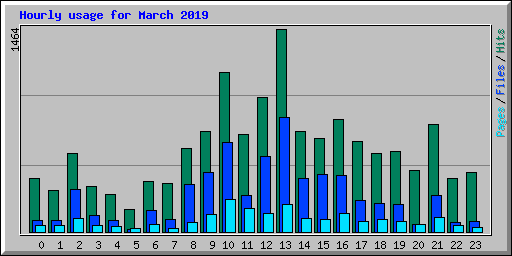 Hourly usage for March 2019
1464
Pages/Files/Hits
0 1 2 3 4 5 6 7 8 9 10 11 12 13 14 15 16 17 18 19 20 21 22 23